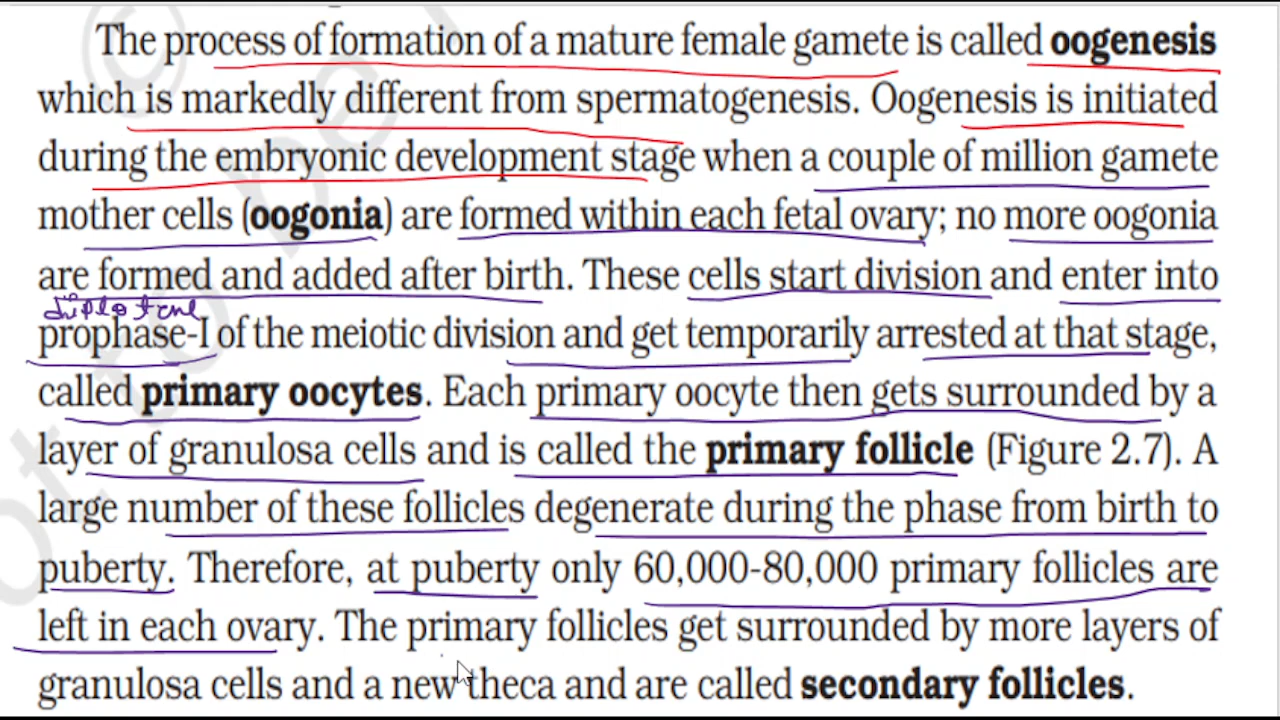 The process of formation of a mature female gamete is called oogenesis
which is markedly different from spermatogenesis. Oogenesis is initiated
during the embryonic development stage when a couple of million gamete
mother cells (oogonia) are formed within each fetal ovary; no more oogonia
are formed and added after birth. These cells start division and enter into
diplotene
prophase-I of the meiotic division and get temporarily arrested at that stage,
called primary oocytes. Each primary oocyte then gets surrounded by a
layer of granulosa cells and is called the primary follicle (Figure 2.7). A
large number of these follicles degenerate during the phase from birth to
puberty. Therefore, at puberty only 60,000-80,000 primary follicles are
left in each ovary. The primary follicles get surrounded by more layers of
granulosa cells and a new theca and are called secondary follicles.